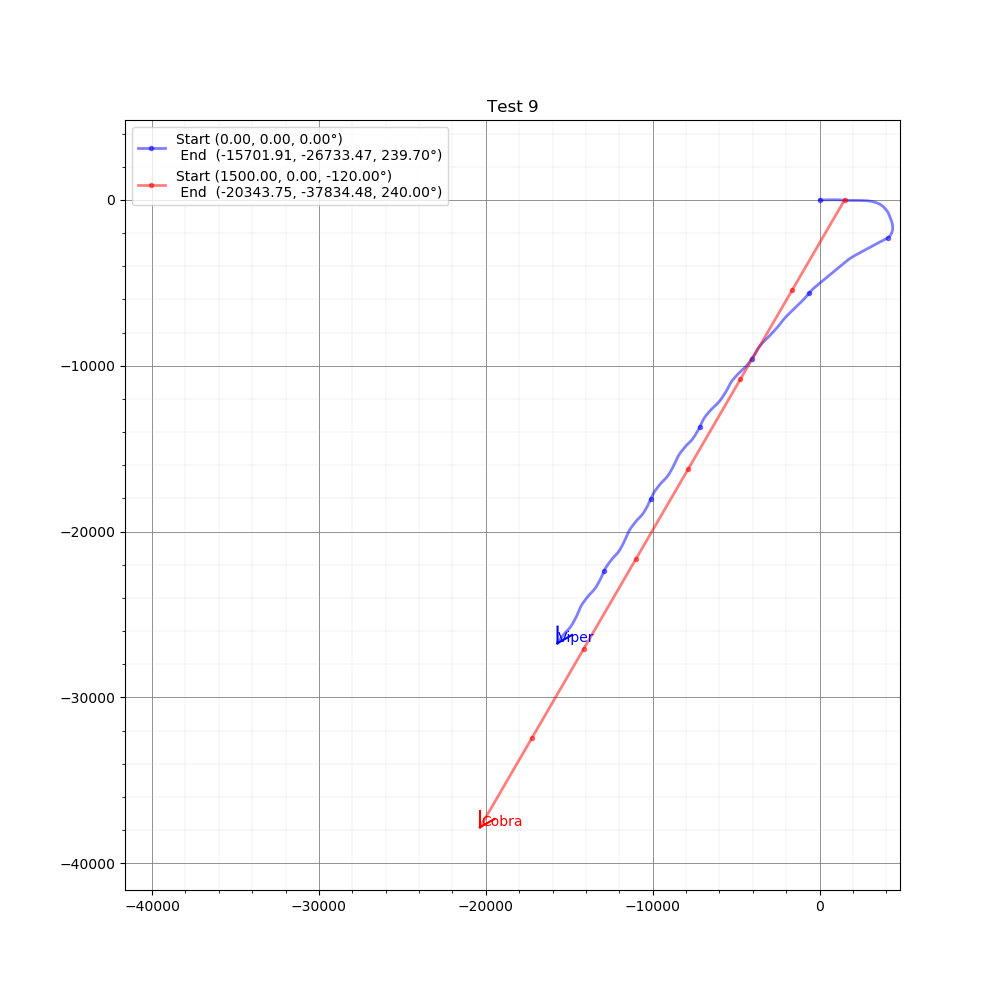 Test 9
Start (0.00, 0.00, 0.00°)
End (-15701.91, -26733.47, 239.70°)
Start (1500.00, 0.00, -120.00°)
End (-20343.75, -37834.48, 240.00°)
0
−10000
−20000
−30000
−40000
Viper
Cobra
−40000 −30000 −20000 −10000 0